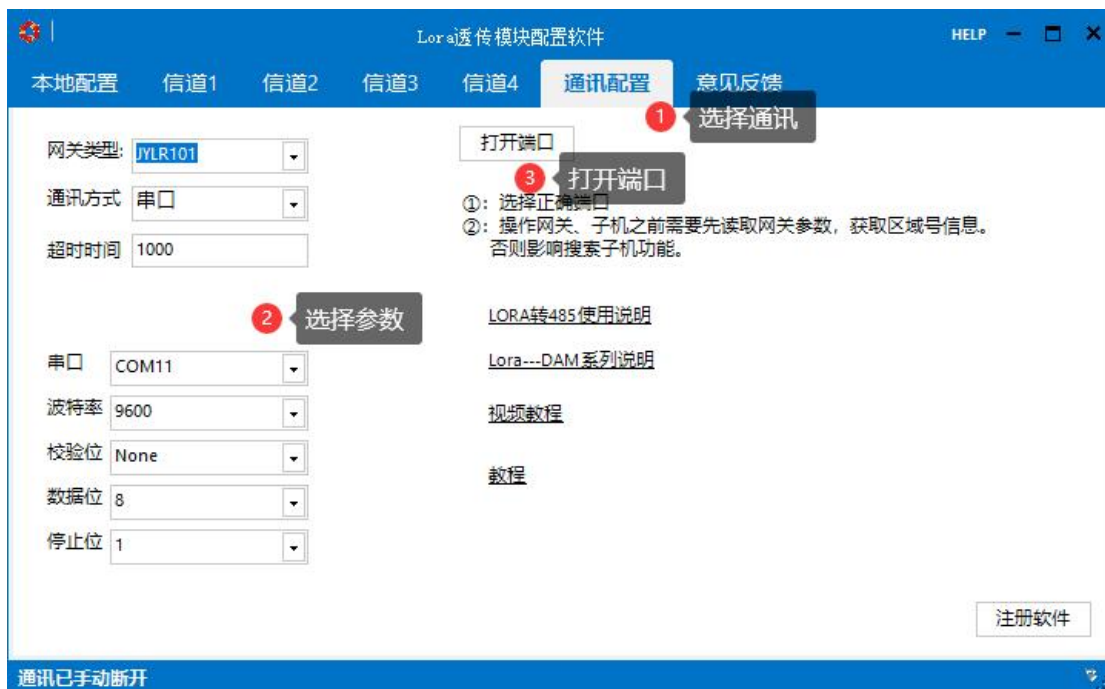 Lora透传模块配置软件
HELP
本地配置 信道1 信道2 信道3 信道4 通讯配置 意见反馈
1 选择通讯
网关类型: JYLR101
打开端口
3 打开端口
通讯方式 串口
①：选择正确端口
②：操作网关、子机之前需要先读取网关参数，获取区域号信息。
否则影响搜索子机功能。
超时时间 1000
2 选择参数
LORA转485使用说明
串口 COM11
Lora---DAM系列说明
波特率 9600
视频教程
校验位 None
教程
数据位 8
停止位 1
注册软件
通讯已手动断开